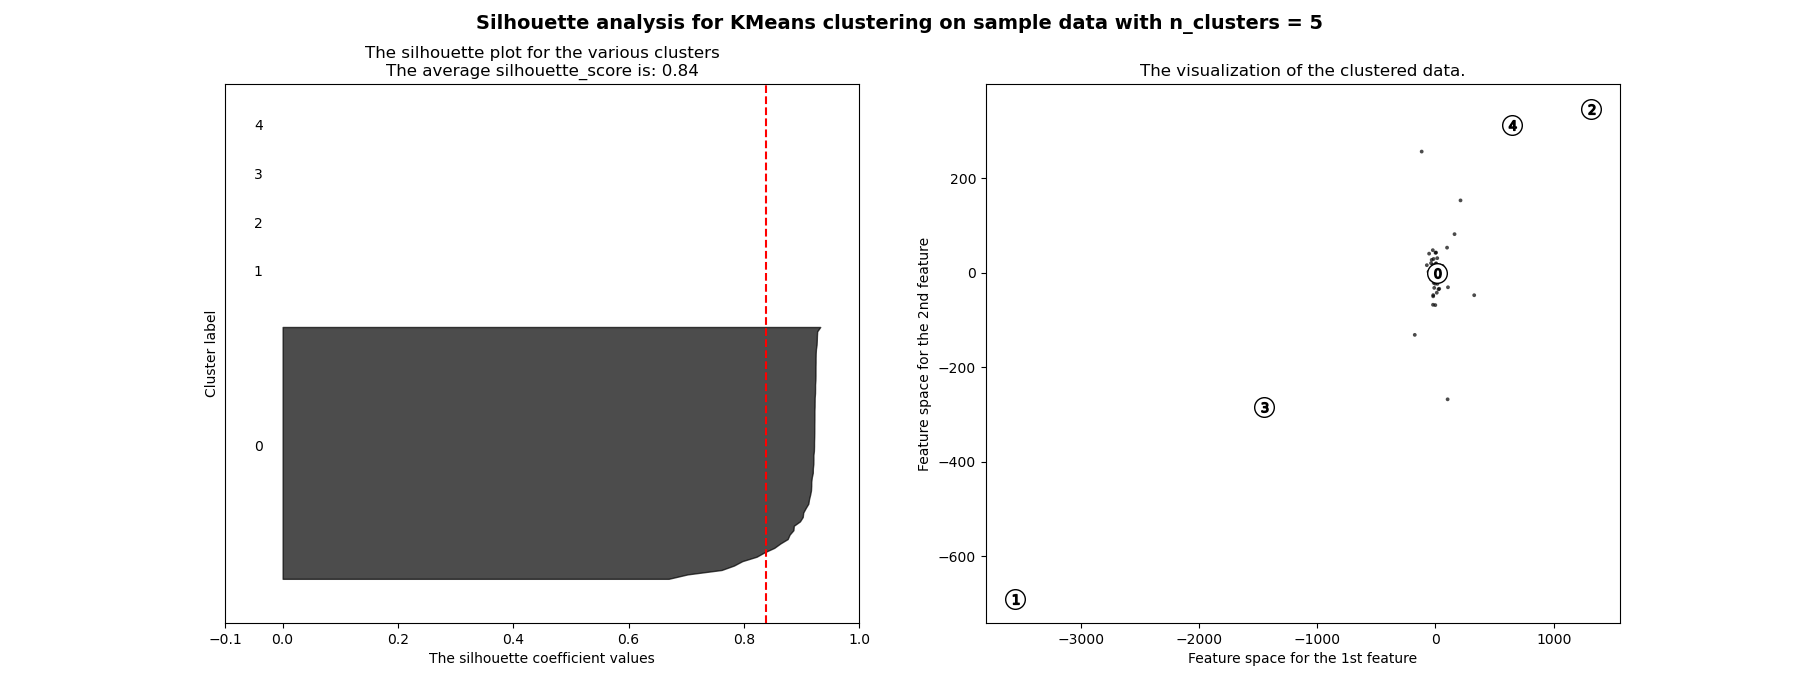 Silhouette analysis for KMeans clustering on sample data with n_clusters = 5
The silhouette plot for the various clusters
The average silhouette_score is: 0.84
4
3
2
1
0
Cluster label
−0.1 0.0 0.2 0.4 0.6 0.8 1.0
The silhouette coefficient values
The visualization of the clustered data.
2
4
0
3
1
200
0
−200
−400
−600
Feature space for the 2nd feature
−3000 −2000 −1000 0 1000
Feature space for the 1st feature